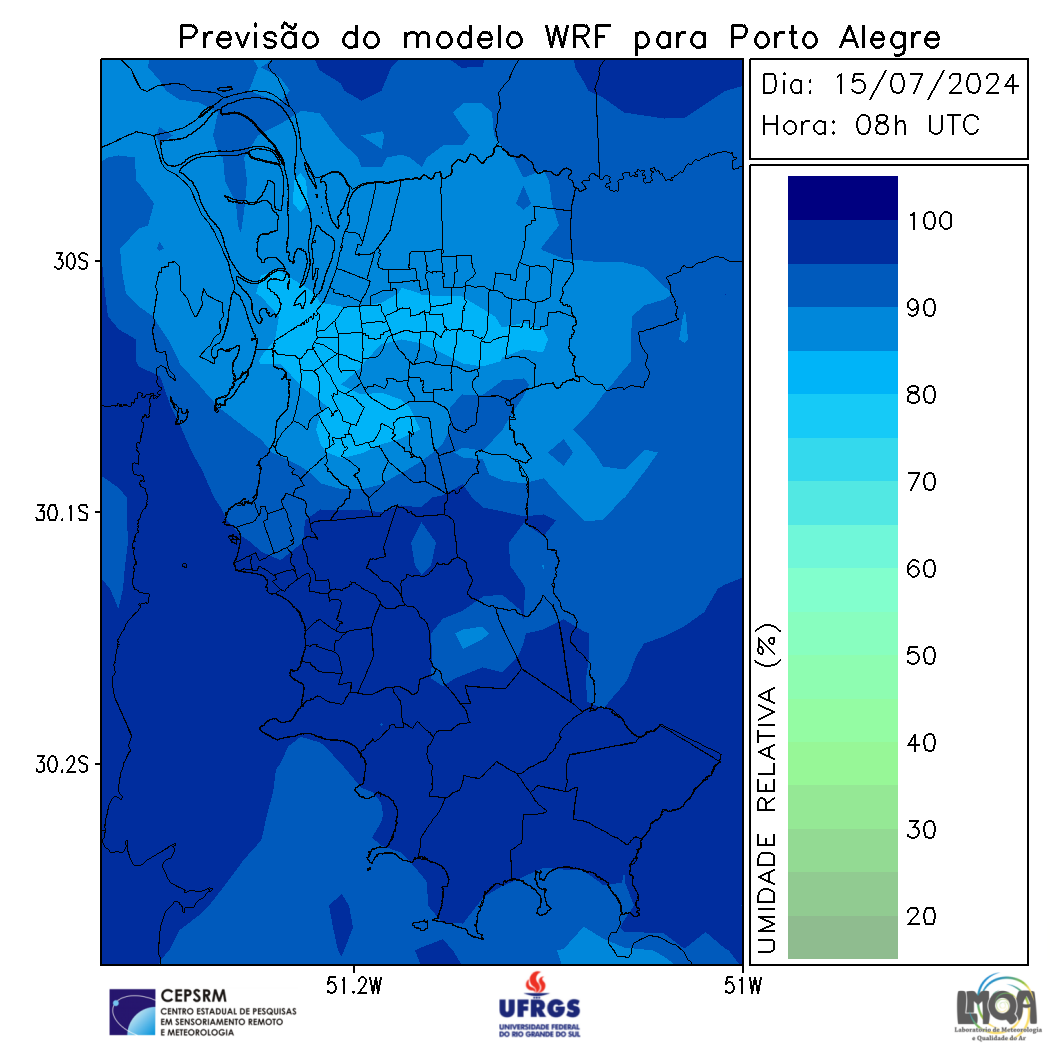 Previsão do modelo WRF para Porto Alegre
Dia: 15/07/2024
Hora: 08h UTC
30S
30.1S
30.2S
51.2W
51W
100
90
80
70
60
50
40
30
20
UMIDADE RELATIVA (%)
CEPSRM
CENTRO ESTADUAL DE PESQUISAS
EM SENSORIAMENTO REMOTO
E METEOROLOGIA
UFRGS
UNIVERSIDADE FEDERAL
DO RIO GRANDE DO SUL
LMQA
Laboratório de Meteorologia
e Qualidade do Ar